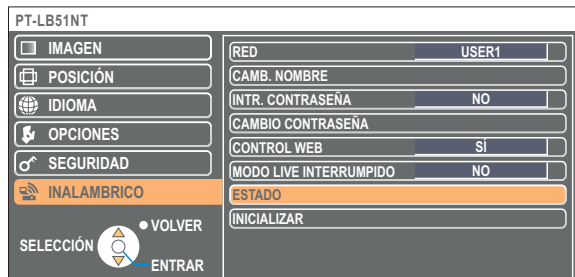 PT-LB51NT
IMAGEN
POSICIÓN
IDIOMA
OPCIONES
SEGURIDAD
INALAMBRICO
SELECCIÓN
VOLVER
ENTRAR
RED USER1
CAMB. NOMBRE
INTR. CONTRASEÑA NO
CAMBIO CONTRASEÑA
CONTROL WEB SÍ
MODO LIVE INTERRUMPIDO NO
ESTADO
INICIALIZAR